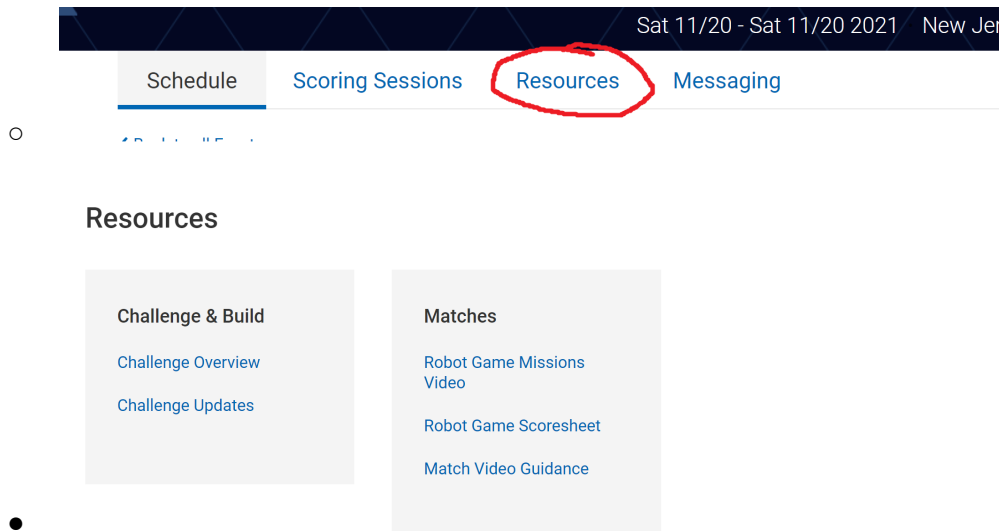 Sat 11/20 - Sat 11/20 2021 New Jer
Schedule Scoring Sessions Resources Messaging
Resources
Challenge & Build
Challenge Overview
Challenge Updates
Matches
Robot Game Missions
Video
Robot Game Scoresheet
Match Video Guidance